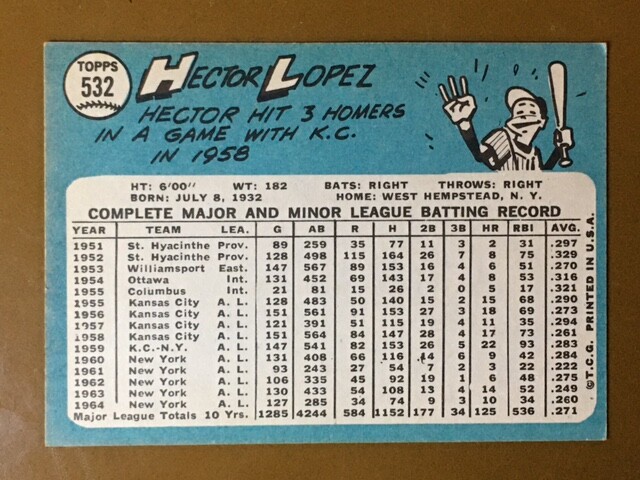 TOPPS
532
HECTOR LOPEZ
HECTOR HIT 3 HOMERS
IN A GAME WITH K.C.
IN 1958
HT: 6'00" WT: 182 BATS: RIGHT THROWS: RIGHT
BORN: JULY 8, 1932 HOME: WEST HEMPSTEAD, N. Y.
COMPLETE MAJOR AND MINOR LEAGUE BATTING RECORD
YEAR TEAM LEA. G AB R H 2B 3B HR RBI AVG.
1951 St. Hyacinthe Prov. 89 259 35 77 11 3 2 31 .297
1952 St. Hyacinthe Prov. 128 498 115 164 26 7 8 75 .329
1953 Williamsport East. 147 567 89 153 16 4 6 51 .270
1954 Ottawa Int. 131 452 69 143 17 4 8 53 .316
1955 Columbus Int. 21 81 15 26 2 0 5 17 .321
1955 Kansas City A. L. 128 483 50 140 15 2 15 68 .290
1956 Kansas City A. L. 151 561 91 153 27 3 18 69 .273
1957 Kansas City A. L. 121 391 51 115 19 4 11 35 .294
1958 Kansas City A. L. 151 564 84 147 28 4 17 73 .261
1959 K.C.-N.Y. A. L. 147 541 82 153 26 5 22 93 .283
1960 New York A. L. 131 408 66 116 14 6 9 42 .284
1961 New York A. L. 93 243 27 54 7 2 3 22 .222
1962 New York A. L. 106 335 45 92 19 1 6 48 .275
1963 New York A. L. 130 433 54 108 13 4 14 52 .249
1964 New York A. L. 127 285 34 74 9 3 10 34 .260
Major League Totals 10 Yrs. 1285 4244 584 1152 177 34 125 536 .271
©T.C.G. PRINTED IN U.S.A.